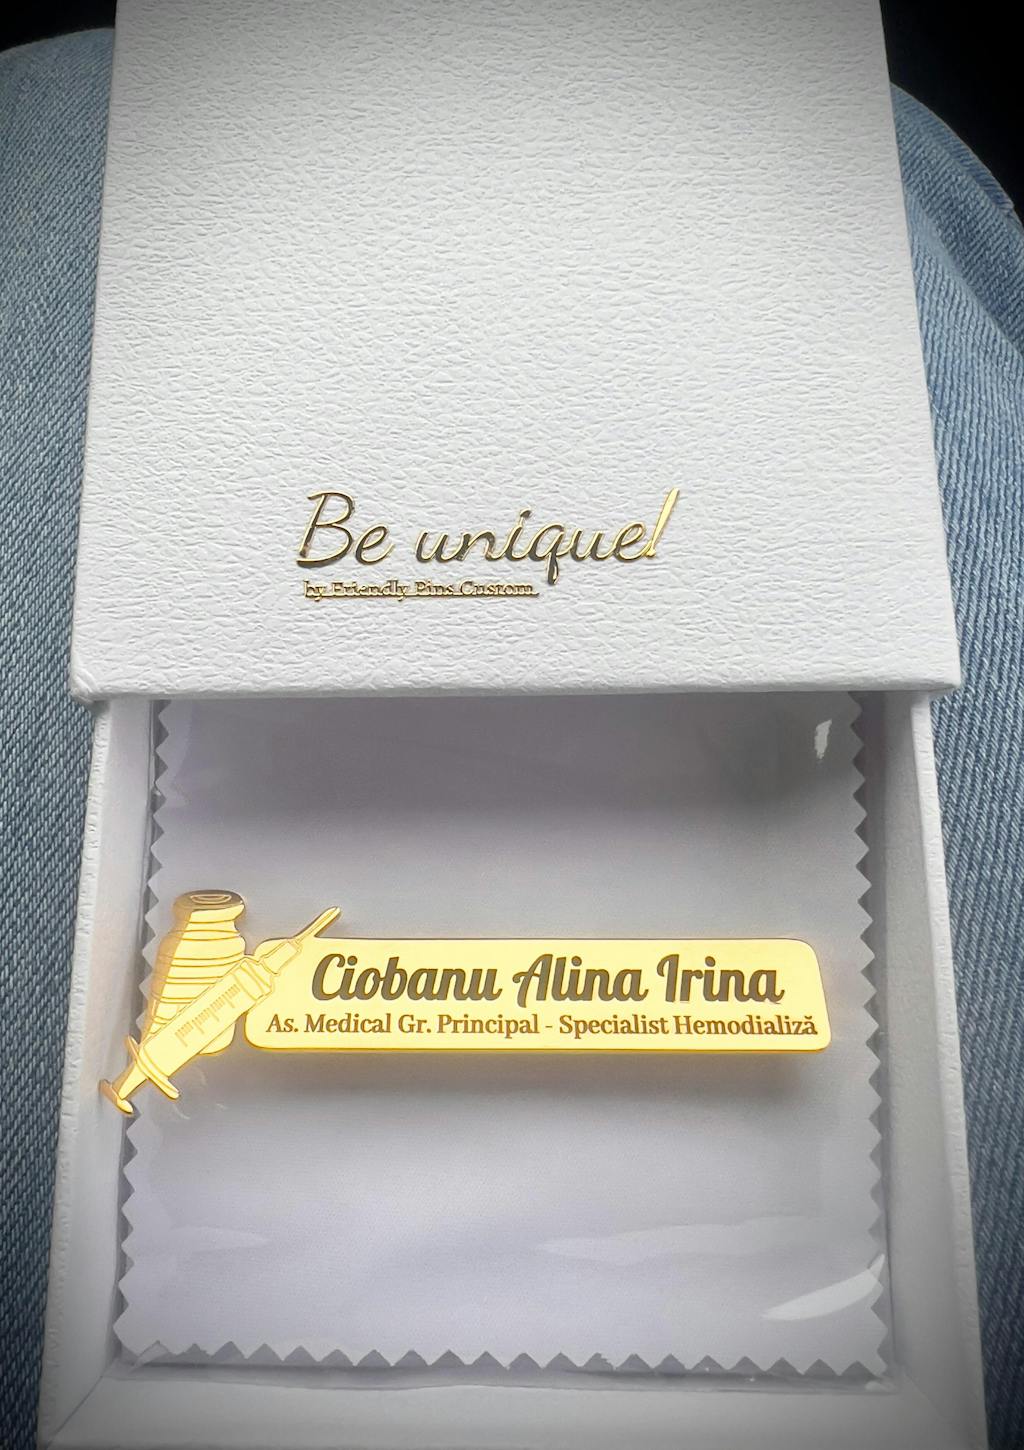 Be unique!
by Friendly Pins Custom
Ciobanu Alina Irina
As. Medical Gr. Principal - Specialist Hemodializă